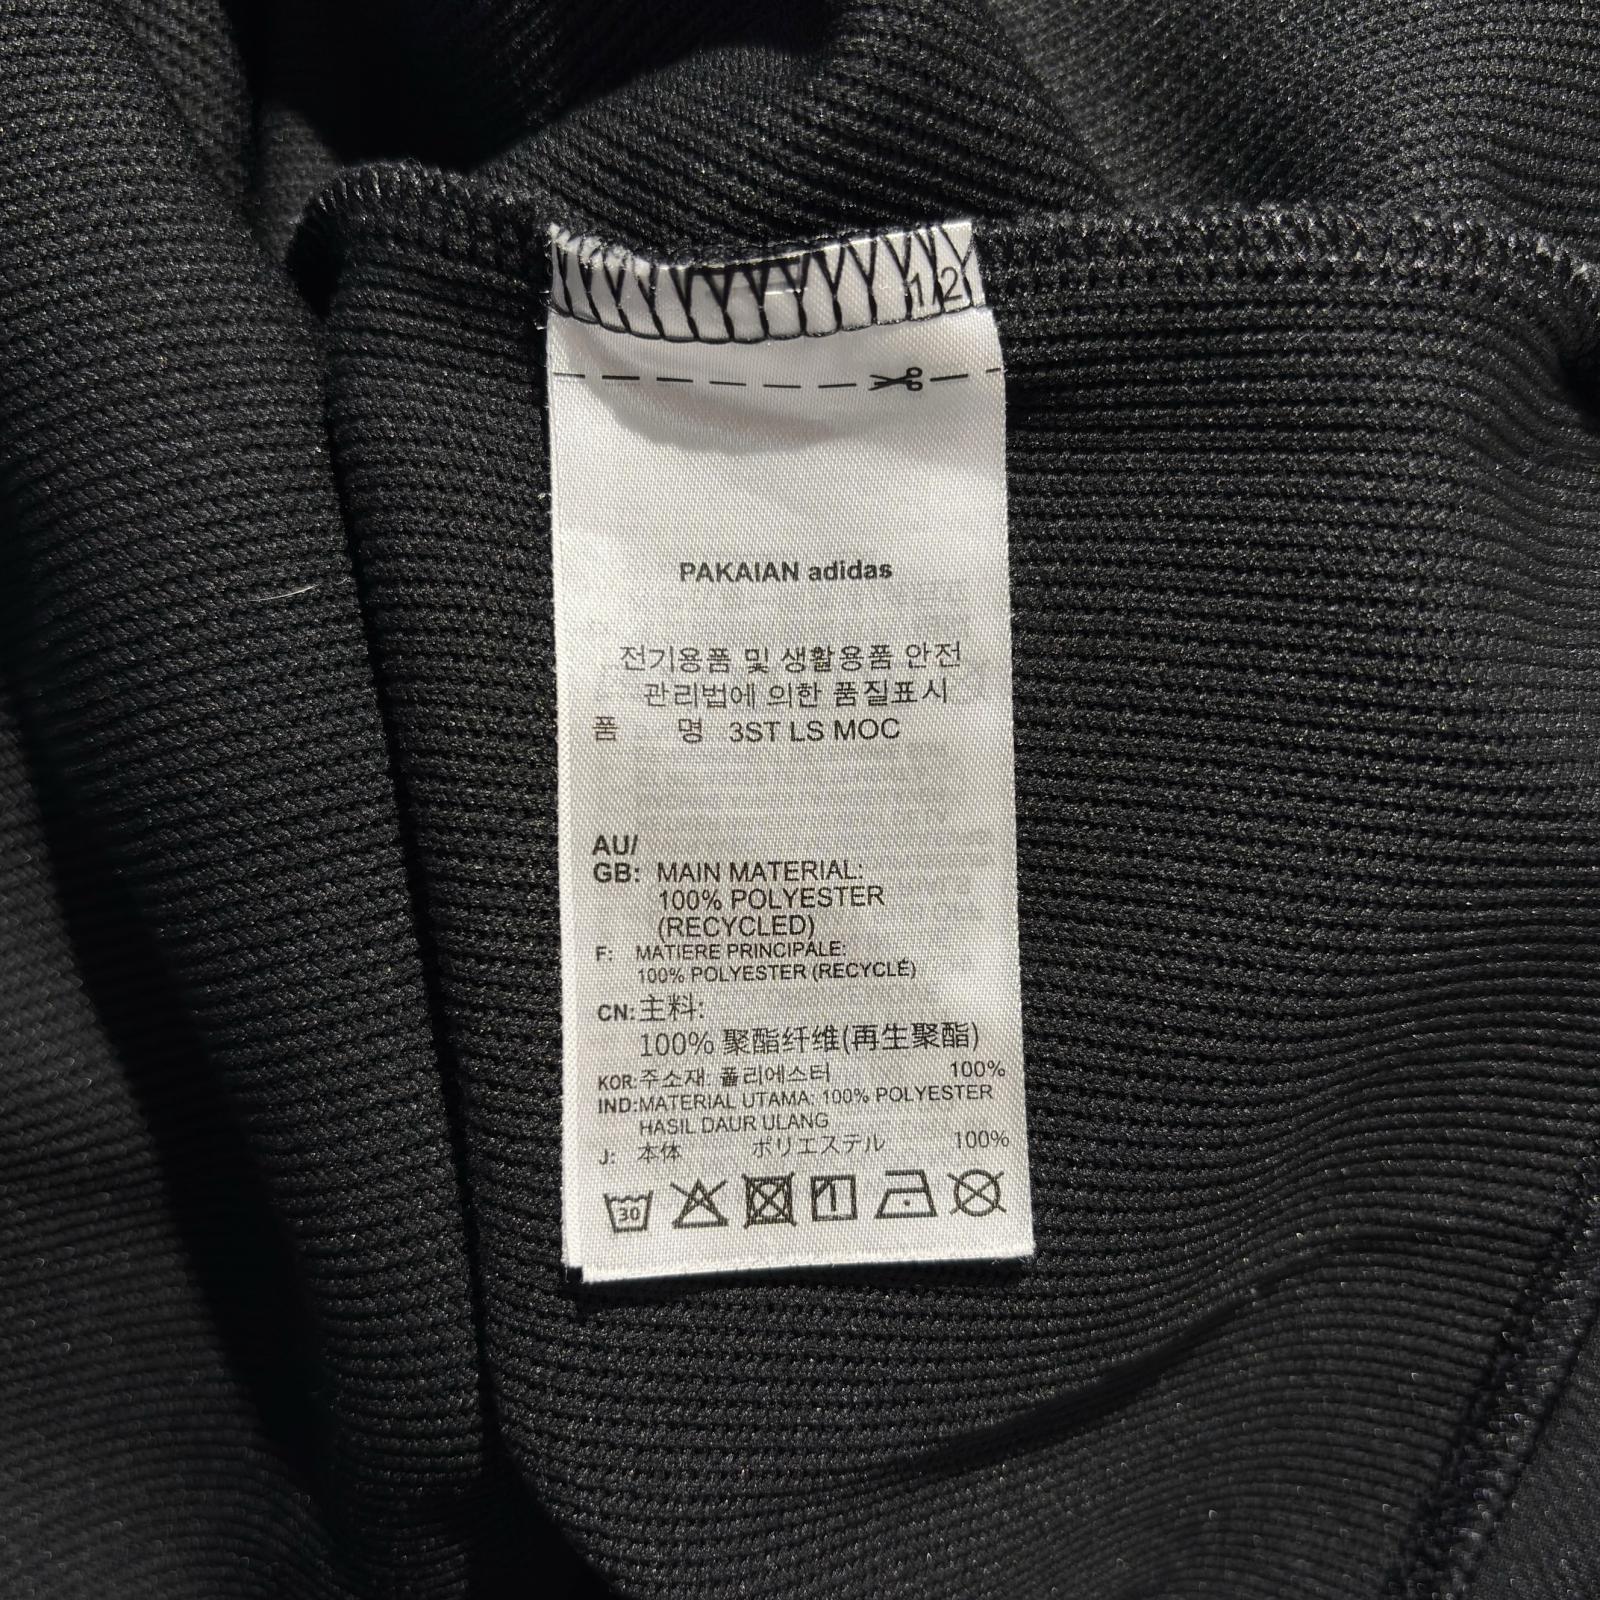 1/2
PAKAIAN adidas
전기용품 및 생활용품 안전
관리법에 의한 품질표시
품 명 3ST LS MOC
AU/
GB: MAIN MATERIAL:
100% POLYESTER
(RECYCLED)
F: MATIERE PRINCIPALE:
100% POLYESTER (RECYCLÉ)
CN: 主料:
100% 聚酯纤维(再生聚酯)
KOR: 주소재: 폴리에스터 100%
IND: MATERIAL UTAMA: 100% POLYESTER
HASIL DAUR ULANG
J: 本体 ポリエステル 100%
30 1